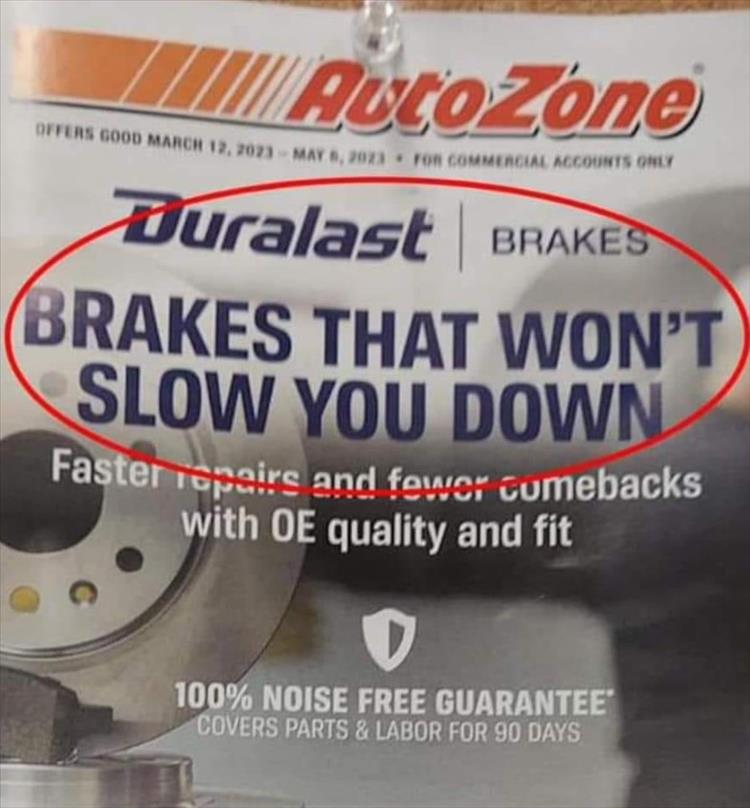 AutoZone
OFFERS GOOD MARCH 12, 2023 - MAY 6, 2023 • FOR COMMERCIAL ACCOUNTS ONLY
Duralast | BRAKES
BRAKES THAT WON'T
SLOW YOU DOWN
Faster repairs and fewer comebacks
with OE quality and fit
100% NOISE FREE GUARANTEE*
COVERS PARTS & LABOR FOR 90 DAYS